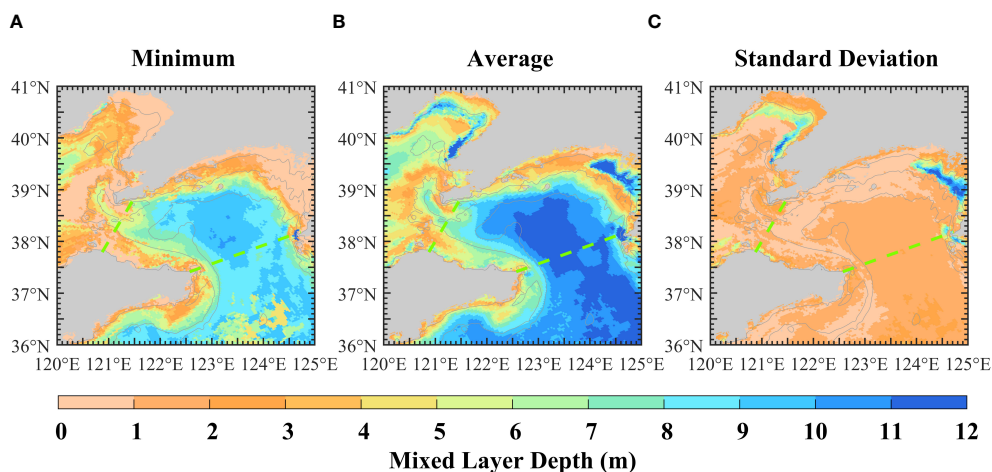 A B C
Minimum Average Standard Deviation
41°N 41°N 41°N
40°N 40°N 40°N
39°N 39°N 39°N
38°N 38°N 38°N
37°N 37°N 37°N
36°N 36°N 36°N
120°E 121°E 122°E 123°E 124°E 125°E 120°E 121°E 122°E 123°E 124°E 125°E 120°E 121°E 122°E 123°E 124°E 125°E
0 1 2 3 4 5 6 7 8 9 10 11 12
Mixed Layer Depth (m)